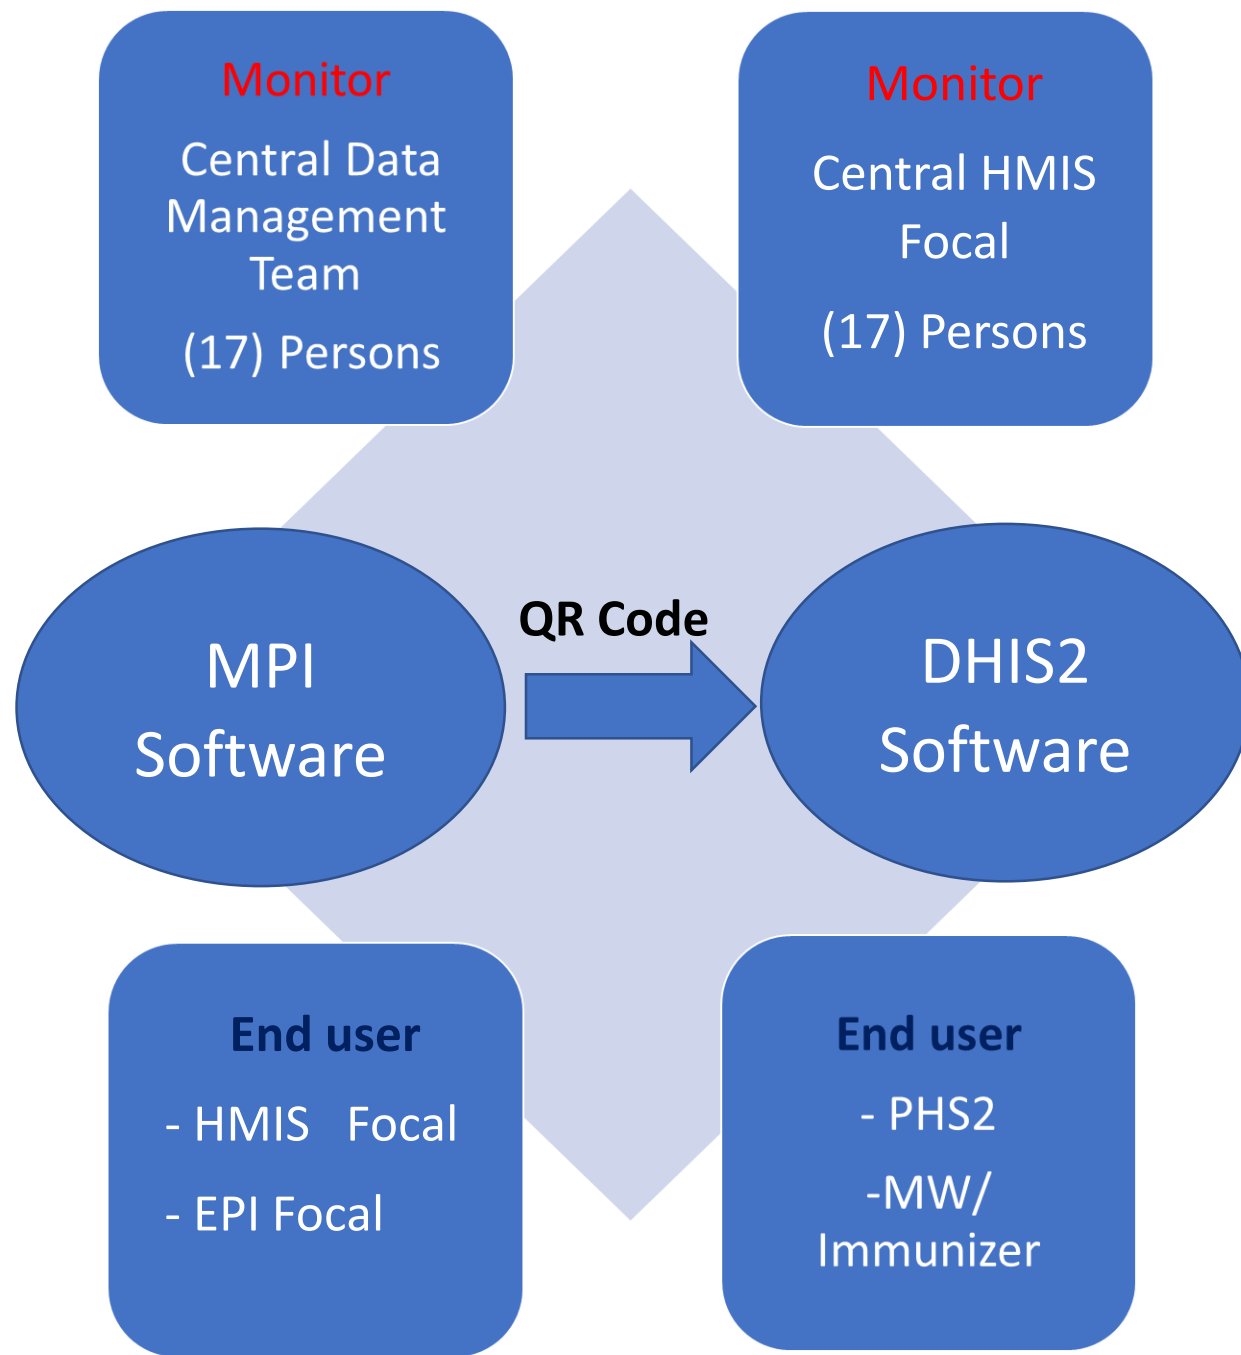 Monitor
Central Data
Management
Team
(17) Persons
Monitor
Central HMIS
Focal
(17) Persons
MPI
Software
QR Code
DHIS2
Software
End user
- HMIS   Focal
- EPI Focal
End user
- PHS2
-MW/
Immunizer